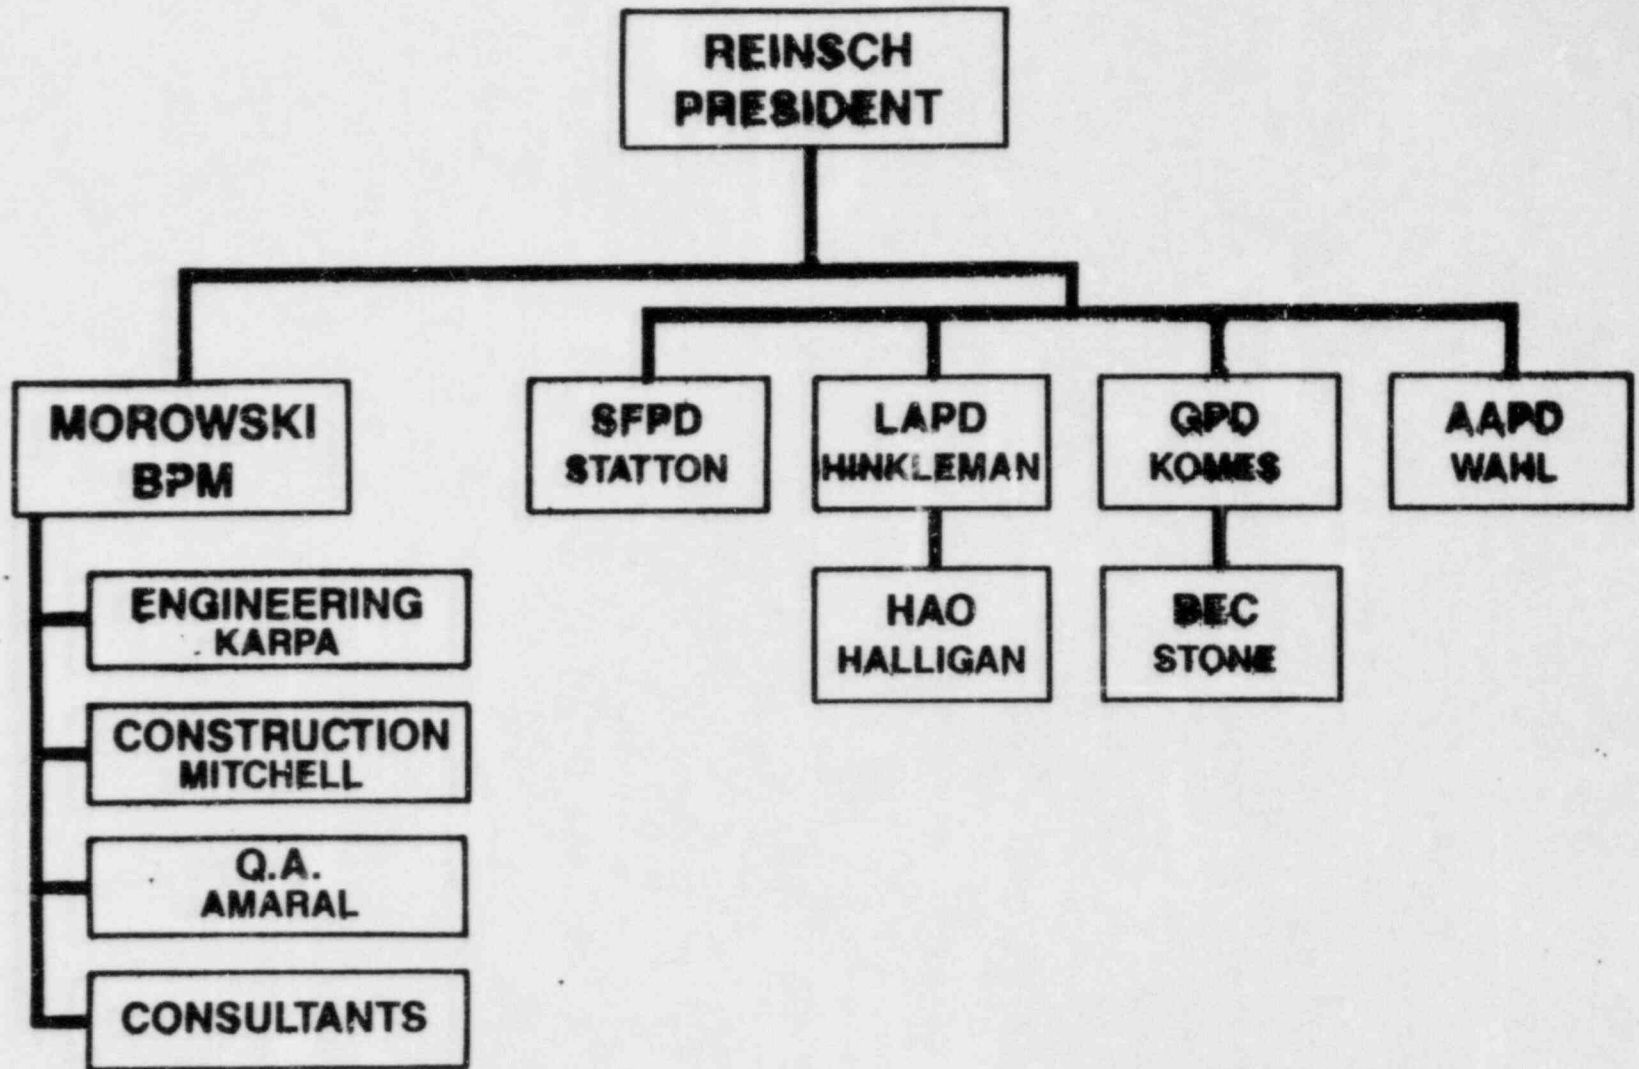 REINSCH
PRESIDENT
MOROWSKI
BPM
SFPD
STATTON
LAPD
HINKLEMAN
GPD
KOMES
AAPD
WAHL
HAO
HALLIGAN
BEC
STONE
ENGINEERING
KARPA
CONSTRUCTION
MITCHELL
Q.A.
AMARAL
CONSULTANTS